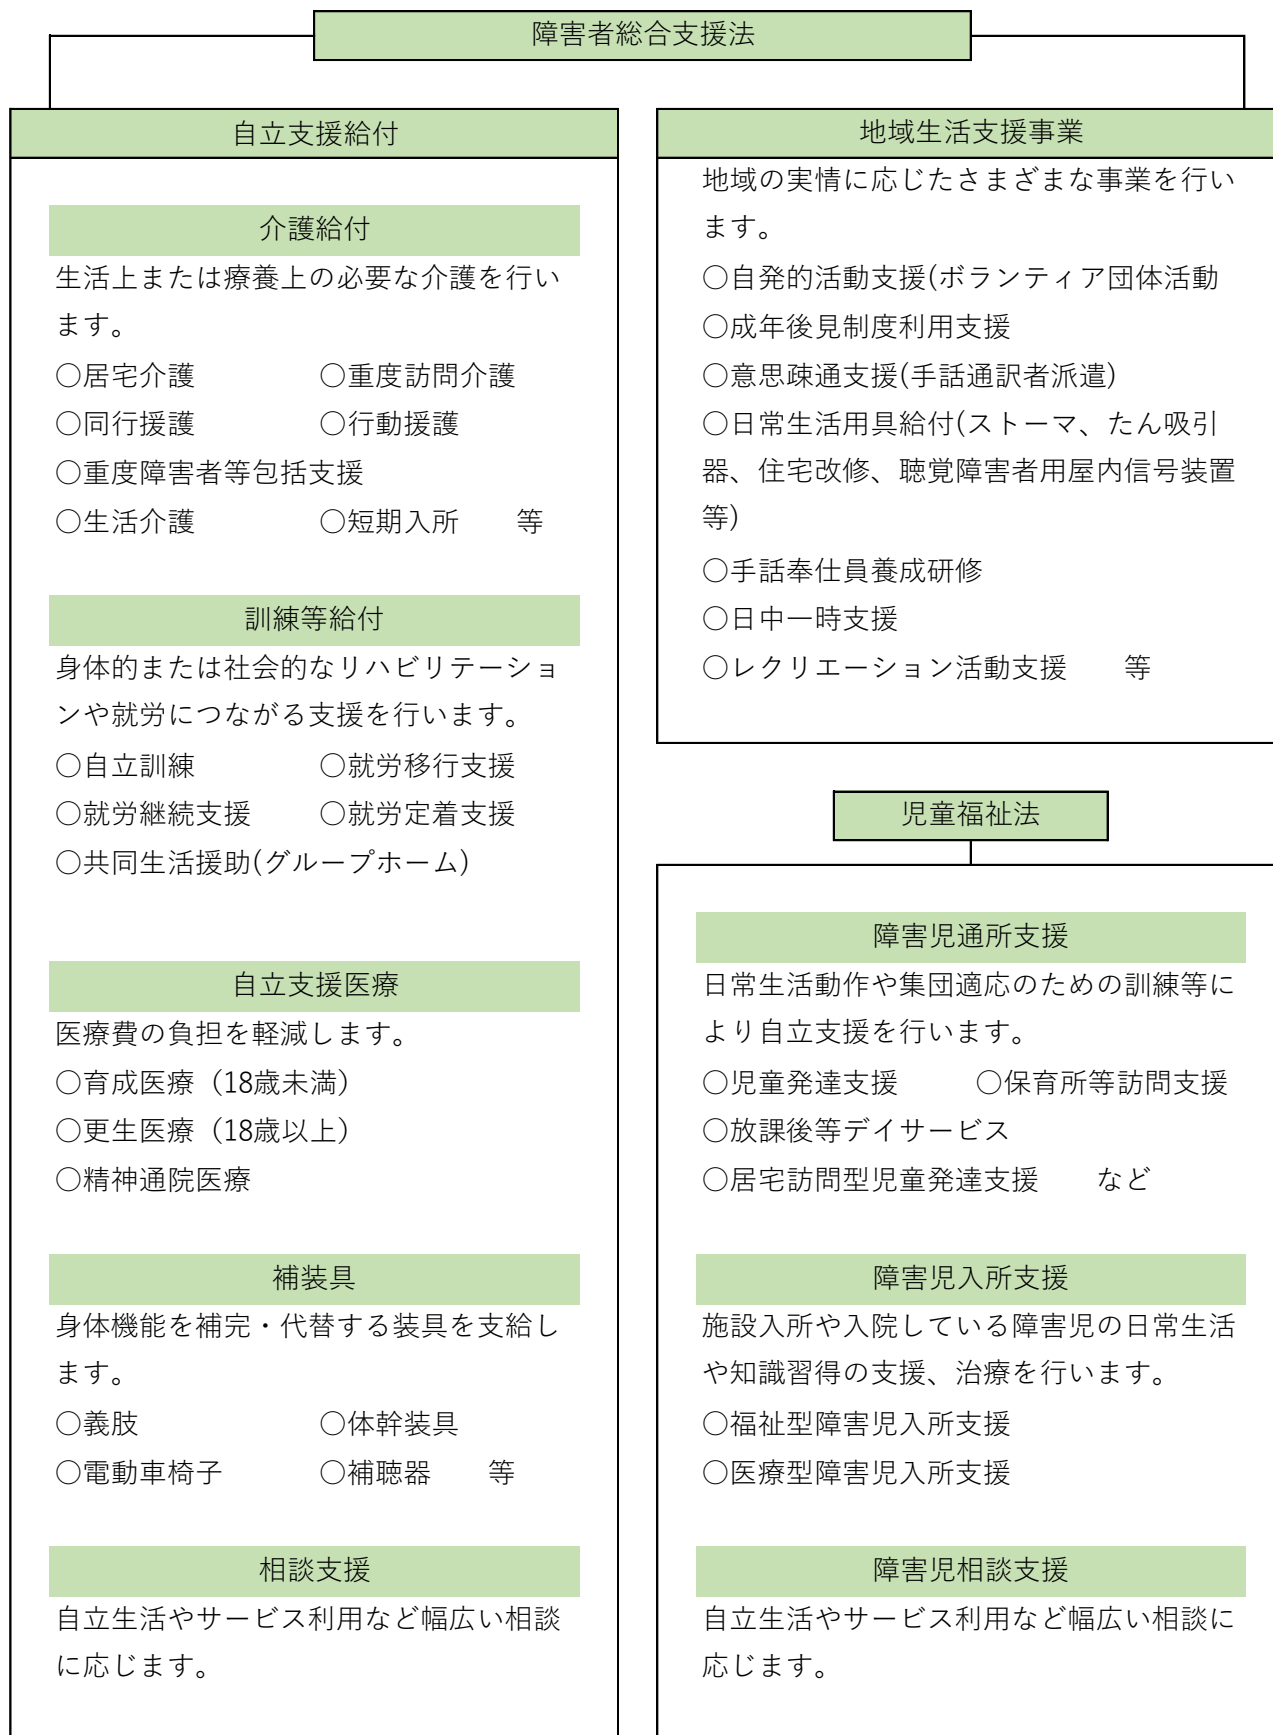 障害者総合支援法
自立支援給付
介護給付
生活上または療養上の必要な介護を行い
ます。
○居宅介護 ○重度訪問介護
○同行援護 ○行動援護
○重度障害者等包括支援
○生活介護 ○短期入所 等
訓練等給付
身体的または社会的なリハビリテーショ
ンや就労につながる支援を行います。
○自立訓練 ○就労移行支援
○就労継続支援 ○就労定着支援
○共同生活援助(グループホーム)
自立支援医療
医療費の負担を軽減します。
○育成医療（18歳未満）
○更生医療（18歳以上）
○精神通院医療
補装具
身体機能を補完・代替する装具を支給し
ます。
○義肢 ○体幹装具
○電動車椅子 ○補聴器 等
相談支援
自立生活やサービス利用など幅広い相談
に応じます。
地域生活支援事業
地域の実情に応じたさまざまな事業を行い
ます。
○自発的活動支援(ボランティア団体活動
○成年後見制度利用支援
○意思疎通支援(手話通訳者派遣)
○日常生活用具給付(ストーマ、たん吸引
器、住宅改修、聴覚障害者用屋内信号装置
等)
○手話奉仕員養成研修
○日中一時支援
○レクリエーション活動支援 等
児童福祉法
障害児通所支援
日常生活動作や集団適応のための訓練等に
より自立支援を行います。
○児童発達支援 ○保育所等訪問支援
○放課後等デイサービス
○居宅訪問型児童発達支援 など
障害児入所支援
施設入所や入院している障害児の日常生活
や知識習得の支援、治療を行います。
○福祉型障害児入所支援
○医療型障害児入所支援
障害児相談支援
自立生活やサービス利用など幅広い相談に
応じます。